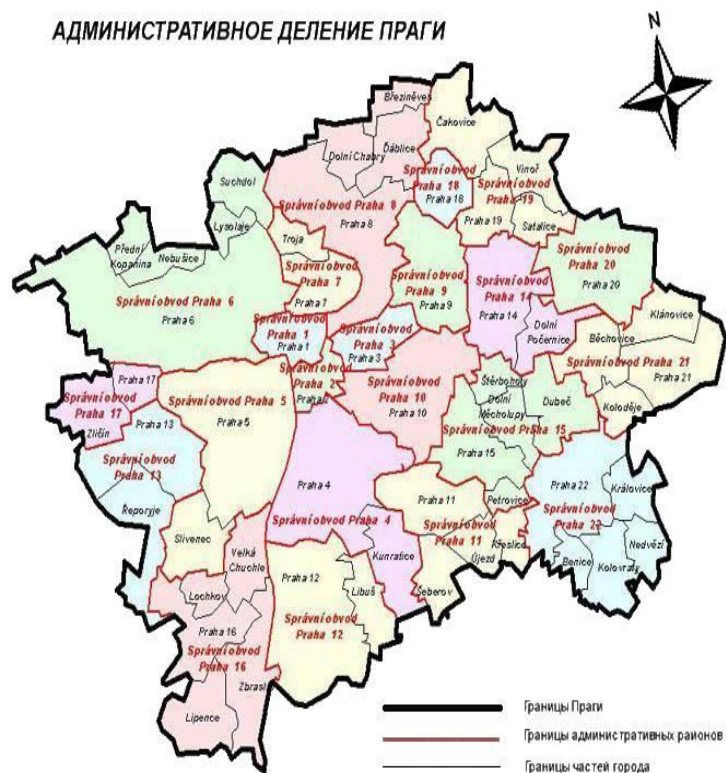 АДМИНИСТРАТИВНОЕ ДЕЛЕНИЕ ПРАГИ
N
Březiněves
Čakovice
Ďáblice
Dolní Chabry
Vinoř
Suchdol
Správní obvod
Praha 18
Praha 18
Správní obvod
Praha 19
Praha 19
Satalice
Správní obvod Praha 8
Praha 8
Lysolaje
Přední
Kopanina
Nebušice
Troja
Správní obvod
Praha 7
Praha 7
Správní obvod
Praha 20
Praha 20
Správní obvod
Praha 9
Praha 9
Správní obvod
Praha 14
Praha 14
Dolní
Počernice
Klánovice
Běchovice
Správní obvod Praha 6
Praha 6
Správní obvod
Praha 1
Praha 1
Správní obvod
Praha 3
Praha 3
Správní obvod Praha 21
Praha 21
Koloděje
Správní obvod
Praha 2
Praha 2
Správní obvod
Praha 10
Praha 10
Štěrboholy
Dolní
Měcholupy
Dubeč
Správní obvod Praha 15
Praha 15
Praha 17
Správní obvod
Praha 17
Zličín
Správní obvod Praha 5
Praha 5
Praha 13
Správní obvod
Praha 13
Řeporyje
Praha 4
Správní obvod Praha 4
Kunratice
Praha 11
Správní obvod
Praha 11
Petrovice
Křeslice
Újezd
Šeberov
Praha 22
Správní obvod
Praha 22
Královice
Nedvězí
Kolovraty
Benice
Slivenec
Velká
Chuchle
Lochkov
Praha 16
Správní obvod
Praha 16
Zbrasl
Lipence
Praha 12
Libuš
Správní obvod
Praha 12
Границы Праги
Границы административных районов
Границы частей города